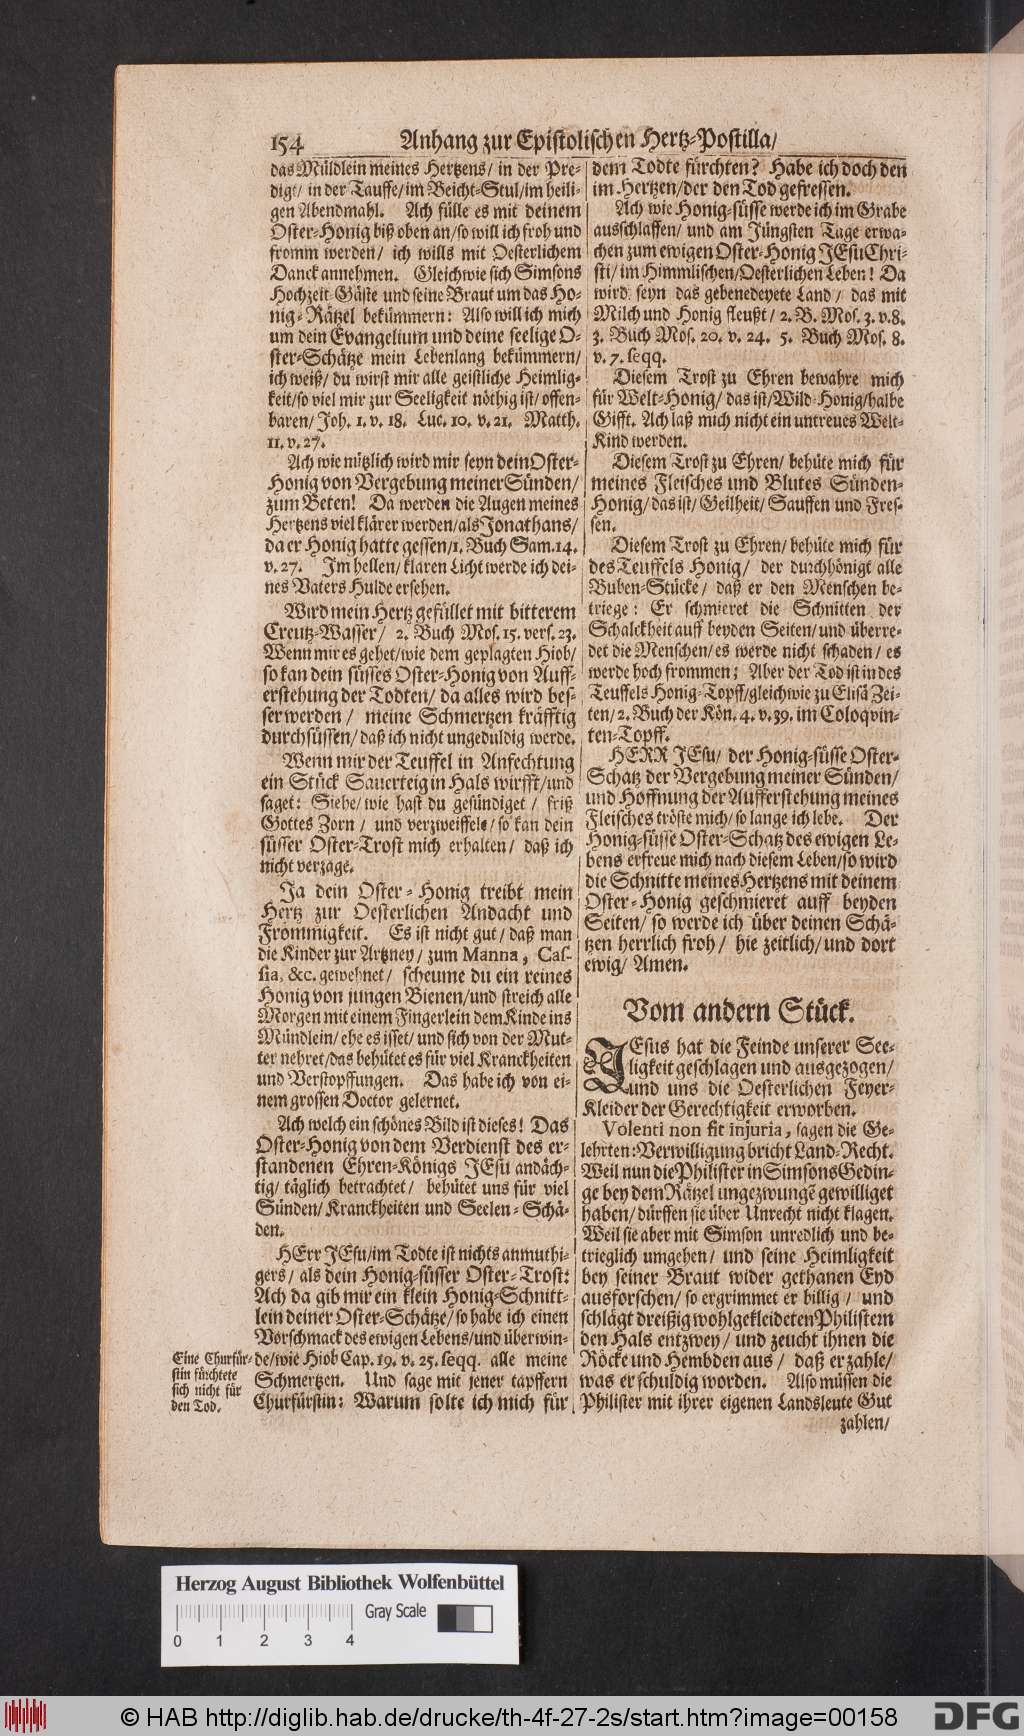 154 Anhang zur Epistolischen Hertz-Postilla/
das Müldlein meines Hertzens/ in der Pre-
digt/ in der Tauffe/ im Beicht-Stul/ im heili-
gen Abendmahl. Ach fülle es mit deinem
Oster-Honig biß oben an/ so will ich froh und
fromm werden/ ich wills mit Oesterlichem
Danck annehmen. Gleichwie sich Simsons
Hochzeit-Gäste und seine Braut um das Ho-
nig-Rätzel bekümmern: Also will ich mich
um dein Evangelium und deine seelige O-
ster-Schätze mein Lebenlang bekümmern/
ich weiß/ du wirst mir alle geistliche Heimlig-
keit/ so viel mir zur Seeligkeit nöthig ist/ offen-
baren/ Joh. 1. v. 18. Luc. 10. v. 21. Matth.
11. v. 27.
Ach wie nützlich wird mir seyn dein Oster-
Honig von Vergebung meiner Sünden/
zum Beten! Da werden die Augen meines
Hertzens viel klärer werden/ als Jonathans/
da er Honig hatte gessen/ 1. Buch Sam. 14.
v. 27. Im hellen/ klaren Licht werde ich dei-
nes Vaters Hulde ersehen.
Wird mein Hertz gefüllet mit bitterem
Creutz-Wasser/ 2. Buch Mos. 15. vers. 23.
Wenn mir es gehet/ wie dem geplagten Hiob/
so kan dein süsses Oster-Honig von Auff-
erstehung der Todten/ da alles wird bes-
ser werden/ meine Schmertzen kräfftig
durchsüssen/ daß ich nicht ungeduldig werde.
Wenn mir der Teuffel in Anfechtung
ein Stück Sauerteig in Hals wirfft/ und
saget: Siehe/ wie hast du gesündiget/ friß
Gottes Zorn/ und verzweiffele/ so kan dein
süsser Oster-Trost mich erhalten/ daß ich
nicht verzage.
Ja dein Oster-Honig treibt mein
Hertz zur Oesterlichen Andacht und
Frömmigkeit. Es ist nicht gut/ daß man
die Kinder zur Artzney/ zum Manna, Cas-
sia, &c. gewehnet/ scheume du ein reines
Honig von jungen Bienen/ und streich alle
Morgen mit einem Fingerlein dem Kinde ins
Mündlein/ ehe es isset/ und sich von der Mut-
ter nehret/ das behütet es für viel Kranckheiten
und Verstopffungen. Das habe ich von ei-
nem grossen Doctor gelernet.
Ach welch ein schönes Bild ist dieses! Das
Oster-Honig von dem Verdienst des er-
standenen Ehren-Königs JEsu andäch-
tig/ täglich betrachtet/ behütet uns für viel
Sünden/ Kranckheiten und Seelen-Schä-
den.
HErr JEsu/ im Todte ist nichts anmuthi-
gers/ als dein Honig-süsser Oster-Trost:
Ach da gib mir ein klein Honig-Schnitt-
lein deiner Oster-Schätze/ so habe ich einen
Vorschmack des ewigen Lebens/ und überwin-
de/ wie Hiob Cap. 19. v. 25. seqq. alle meine
Schmertzen. Und sage mit jener tapffern
Churfürstin: Warum solte ich mich für
Eine Churfür-
stin fürchtete
sich nicht für
den Tod.
dem Todte fürchten? Habe ich doch den
im Hertzen/ der den Tod gefressen.
Ach wie Honig-süsse werde ich im Grabe
ausschlaffen/ und am Jüngsten Tage erwa-
chen zum ewigen Oster-Honig JEsu Chri-
sti/ im Himmlischen/ Oesterlichen Leben! Da
wird seyn das gebenedeyete Land/ das mit
Milch und Honig fleußt/ 2. B. Mos. 3. v. 8.
3. Buch Mos. 20. v. 24. 5. Buch Mos. 8.
v. 7. seqq.
Diesem Trost zu Ehren bewahre mich
für Welt-Honig/ das ist/ Wild-Honig/ halbe
Gifft. Ach laß mich nicht ein untreues Welt-
Kind werden.
Diesem Trost zu Ehren/ behüte mich für
meines Fleisches und Blutes Sünden-
Honig/ das ist/ Geilheit/ Sauffen und Fres-
sen.
Diesem Trost zu Ehren/ behüte mich für
des Teuffels Honig/ der durchhönigt alle
Buben-Stücke/ daß er den Menschen be-
triege: Er schmieret die Schnitten der
Schalckheit auff beyden Seiten/ und überre-
det die Menschen/ es werde nicht schaden/ es
werde hoch frommen; Aber der Tod ist in des
Teuffels Honig-Topff/ gleichwie zu Elisä Zei-
ten/ 2. Buch der Kön. 4. v. 39. im Coloqvin-
ten-Topff.
HERR JEsu/ der Honig-süsse Oster-
Schatz der Vergebung meiner Sünden/
und Hoffnung der Aufferstehung meines
Fleisches tröste mich/ so lange ich lebe. Der
Honig-süsse Oster-Schatz des ewigen Le-
bens erfreue mich nach diesem Leben/ so wird
die Schnitte meines Hertzens mit deinem
Oster-Honig geschmieret auff beyden
Seiten/ so werde ich über deinen Schä-
tzen herrlich froh/ hie zeitlich/ und dort
ewig/ Amen.
Vom andern Stück.
JEsus hat die Feinde unserer See-
ligkeit geschlagen und ausgezogen/
und uns die Oesterlichen Feyer-
Kleider der Gerechtigkeit erworben.
Volenti non fit injuria, sagen die Ge-
lehrten: Verwilligung bricht Land-Recht.
Weil nun die Philister in Simsons Gedin-
ge bey dem Rätzel ungezwungē gewilliget
haben/ dürffen sie über Unrecht nicht klagen.
Weil sie aber mit Simson unredlich und be-
trieglich umgehen/ und seine Heimligkeit
bey seiner Braut wider gethanen Eyd
ausforschen/ so ergrimmet er billig/ und
schlägt dreißig wohlgekleideten Philistern
den Hals entzwey/ und zeucht ihnen die
Röcke und Hembden aus/ daß er zahle/
was er schuldig worden. Also müssen die
Philister mit ihrer eigenen Landsleute Gut
zahlen/
Herzog August Bibliothek Wolfenbüttel
Gray Scale
0 1 2 3 4
© HAB http://diglib.hab.de/drucke/th-4f-27-2s/start.htm?image=00158
DFG